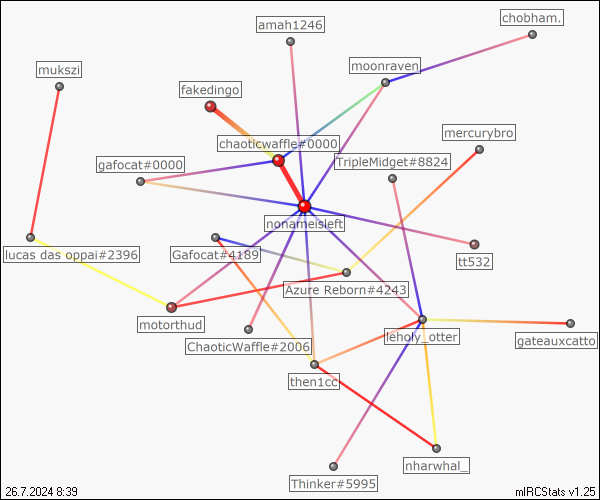 chobham.
amah1246
moonraven
mukszi
fakedingo
mercurybro
chaoticwaffle#0000
TripleMidget#8824
gafocat#0000
nonameisleft
lucas das oppai#2396
Gafocat#4189
tt532
Azure Reborn#4243
motorthud
leholy_otter
gateauxcatto
ChaoticWaffle#2006
then1cc
nharwhal_
Thinker#5995
26.7.2024 8:39
mIRCStats v1.25